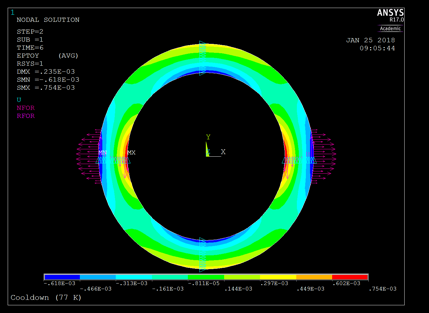 1
NODAL SOLUTION
STEP=2
SUB =1
TIME=6
EPTOY (AVG)
RSYS=1
DMX =.235E-03
SMN =-.618E-03
SMX =.754E-03
U
NFOR
RFOR
ANSYS
R17.0
Academic
JAN 25 2018
09:05:44
MN
MX
Y
X
-.618E-03
-.466E-03
-.313E-03
-.161E-03
-.811E-05
.144E-03
.297E-03
.449E-03
.602E-03
.754E-03
Cooldown (77 K)